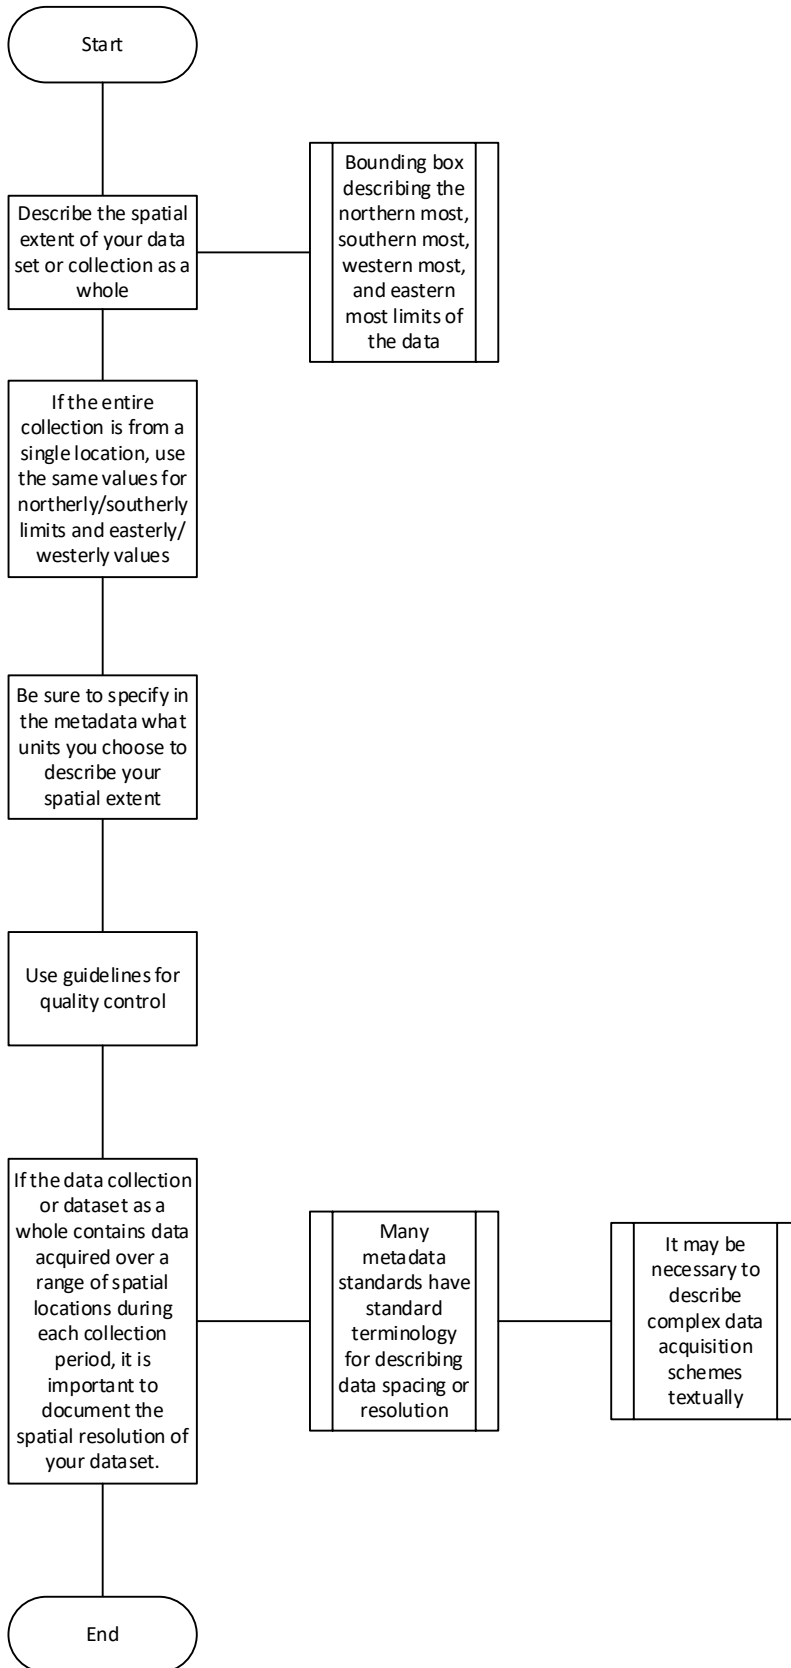 Start
Describe the spatial
extent of your data
set or collection as a
whole
Bounding box
describing the
northern most,
southern most,
western most,
and eastern
most limits of
the data
If the entire
collection is from a
single location, use
the same values for
northerly/southerly
limits and easterly/
westerly values
Be sure to specify in
the metadata what
units you choose to
describe your
spatial extent
Use guidelines for
quality control
If the data collection
or dataset as a
whole contains data
acquired over a
range of spatial
locations during
each collection
period, it is
important to
document the
spatial resolution of
your dataset.
Many
metadata
standards have
standard
terminology
for describing
data spacing or
resolution
It may be
necessary to
describe
complex data
acquisition
schemes
textually
End